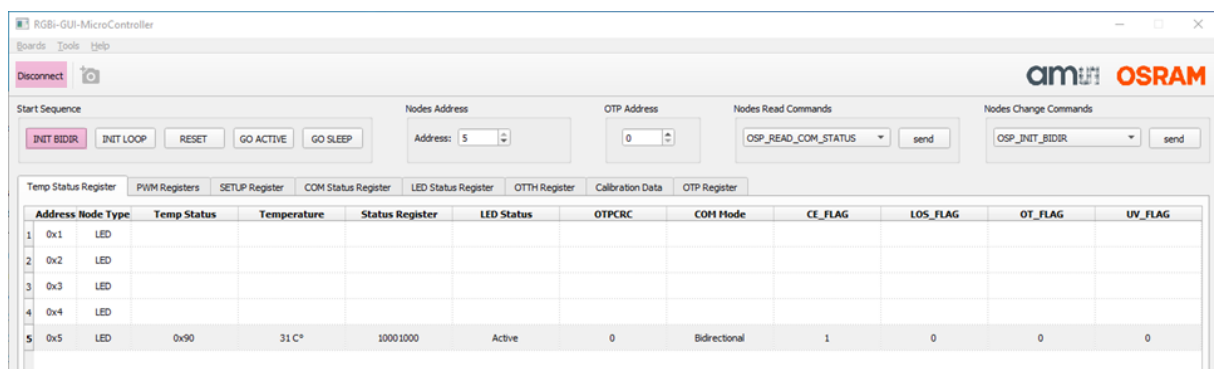 RGBi-GUI-MicroController
Boards Tools Help
Disconnect
am OSRAM
Start Sequence Nodes Address OTP Address Nodes Read Commands Nodes Change Commands
INIT BIDIR INIT LOOP RESET GO ACTIVE GO SLEEP Address: 5 0 OSP_READ_COM_STATUS send OSP_INIT_BIDIR send
Temp Status Register PWM Registers SETUP Register COM Status Register LED Status Register OTTH Register Calibration Data OTP Register
Address Node Type Temp Status Temperature Status Register LED Status OTPCRC COM Mode CE_FLAG LOS_FLAG OT_FLAG UV_FLAG
1 0x1 LED
2 0x2 LED
3 0x3 LED
4 0x4 LED
5 0x5 LED 0x90 31 C° 10001000 Active 0 Bidirectional 1 0 0 0